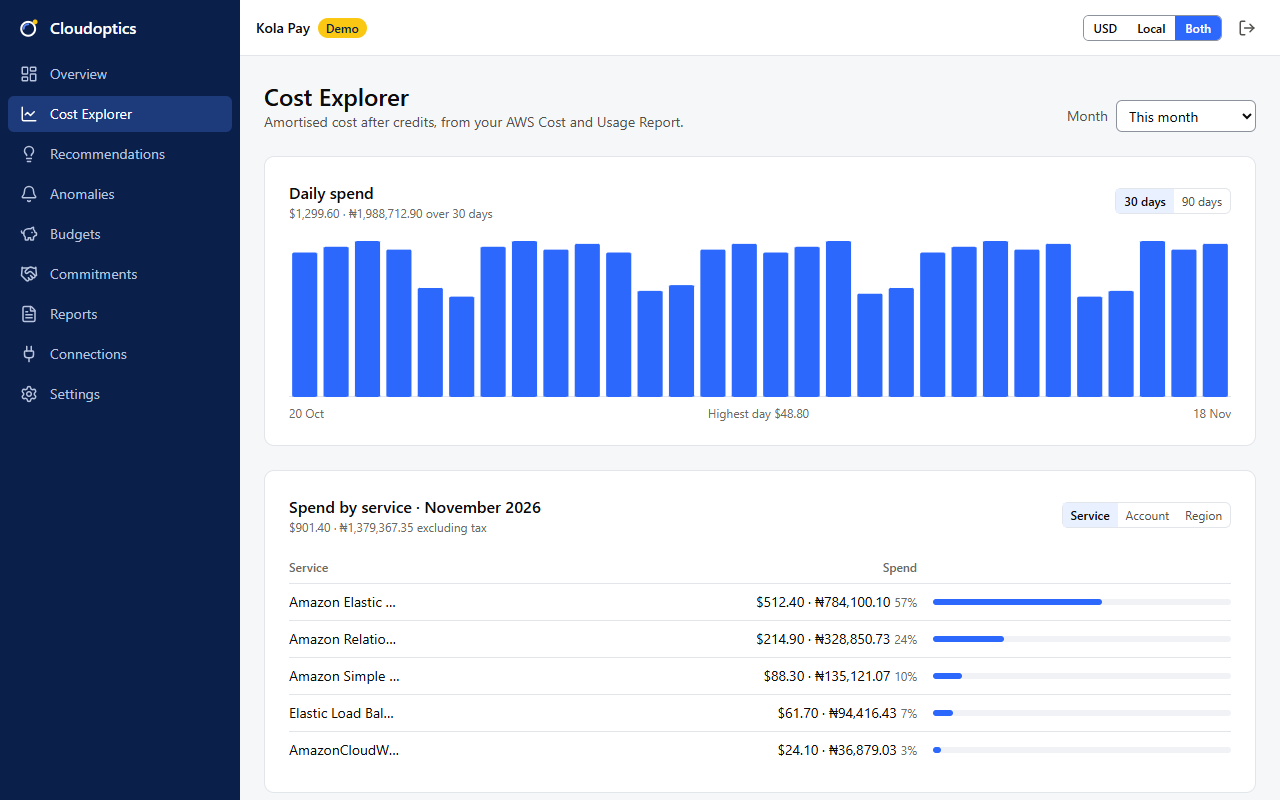 Cloudoptics
Overview
Cost Explorer
Recommendations
Anomalies
Budgets
Commitments
Reports
Connections
Settings
Kola Pay Demo
USD Local Both
Cost Explorer
Amortised cost after credits, from your AWS Cost and Usage Report.
Month This month
Daily spend
$1,299.60 · ₦1,988,712.90 over 30 days
30 days 90 days
20 Oct Highest day $48.80 18 Nov
Spend by service · November 2026
$901.40 · ₦1,379,367.35 excluding tax
Service Account Region
Service Spend
Amazon Elastic ... $512.40 · ₦784,100.10 57%
Amazon Relatio... $214.90 · ₦328,850.73 24%
Amazon Simple ... $88.30 · ₦135,121.07 10%
Elastic Load Bal... $61.70 · ₦94,416.43 7%
AmazonCloudW... $24.10 · ₦36,879.03 3%